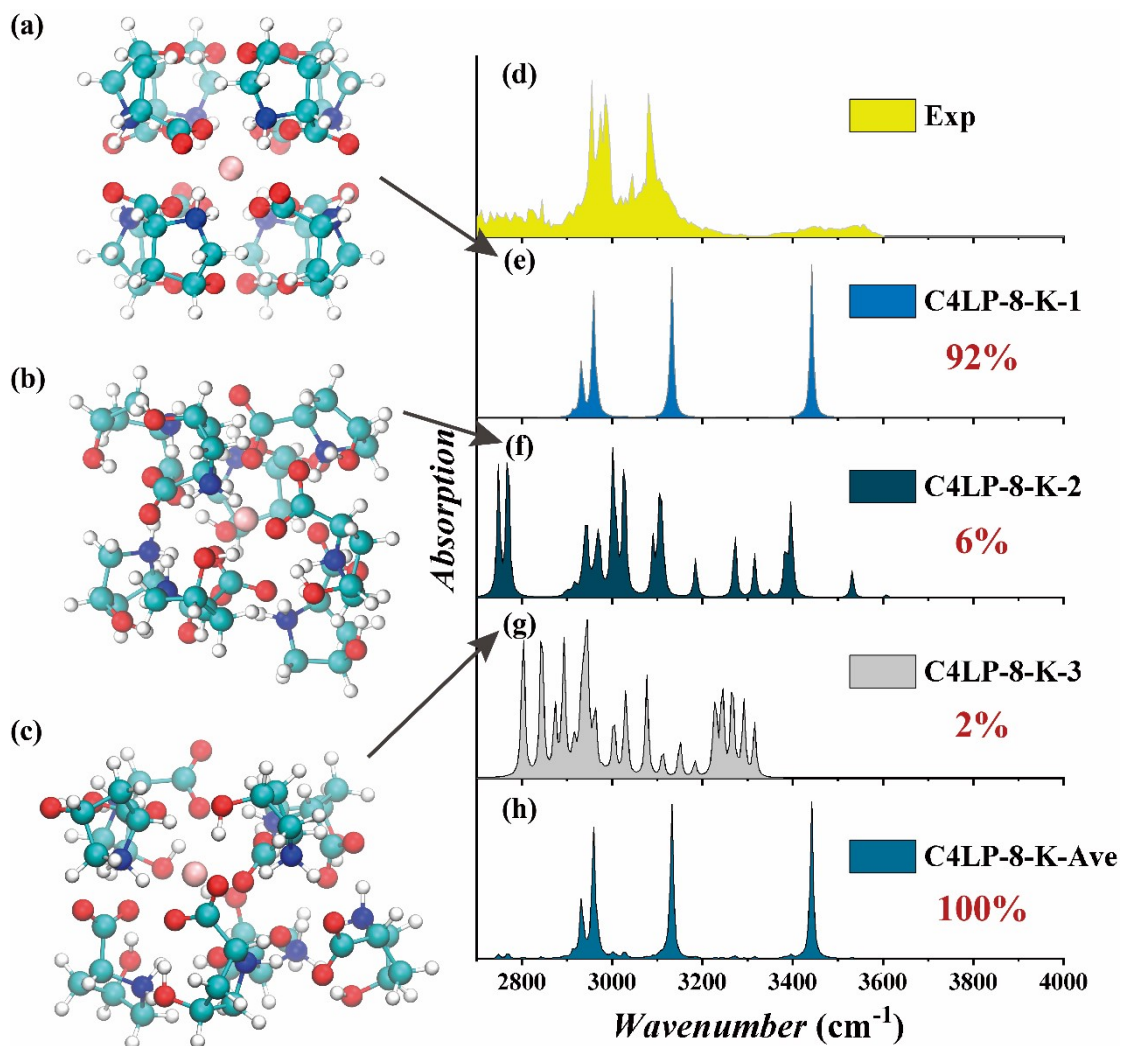 (a)
(b)
(c)
(d)
Exp
(e)
C4LP-8-K-1
92%
(f)
C4LP-8-K-2
6%
(g)
C4LP-8-K-3
2%
(h)
C4LP-8-K-Ave
100%
Absorption
2800 3000 3200 3400 3600 3800 4000
Wavenumber (cm⁻¹)